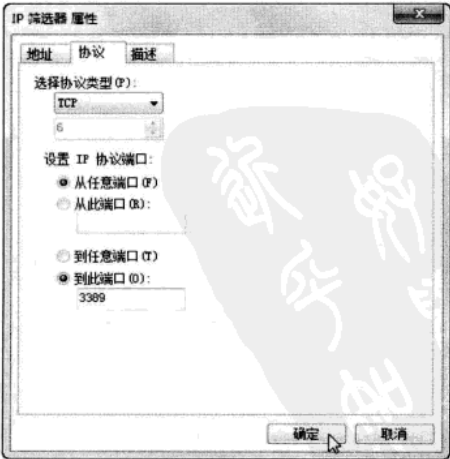 IP 筛选器 属性
地址 协议 描述
选择协议类型(P):
TCP
6
设置 IP 协议端口:
从任意端口(F)
从此端口(R):
到任意端口(T)
到此端口(O):
3389
确定 取消